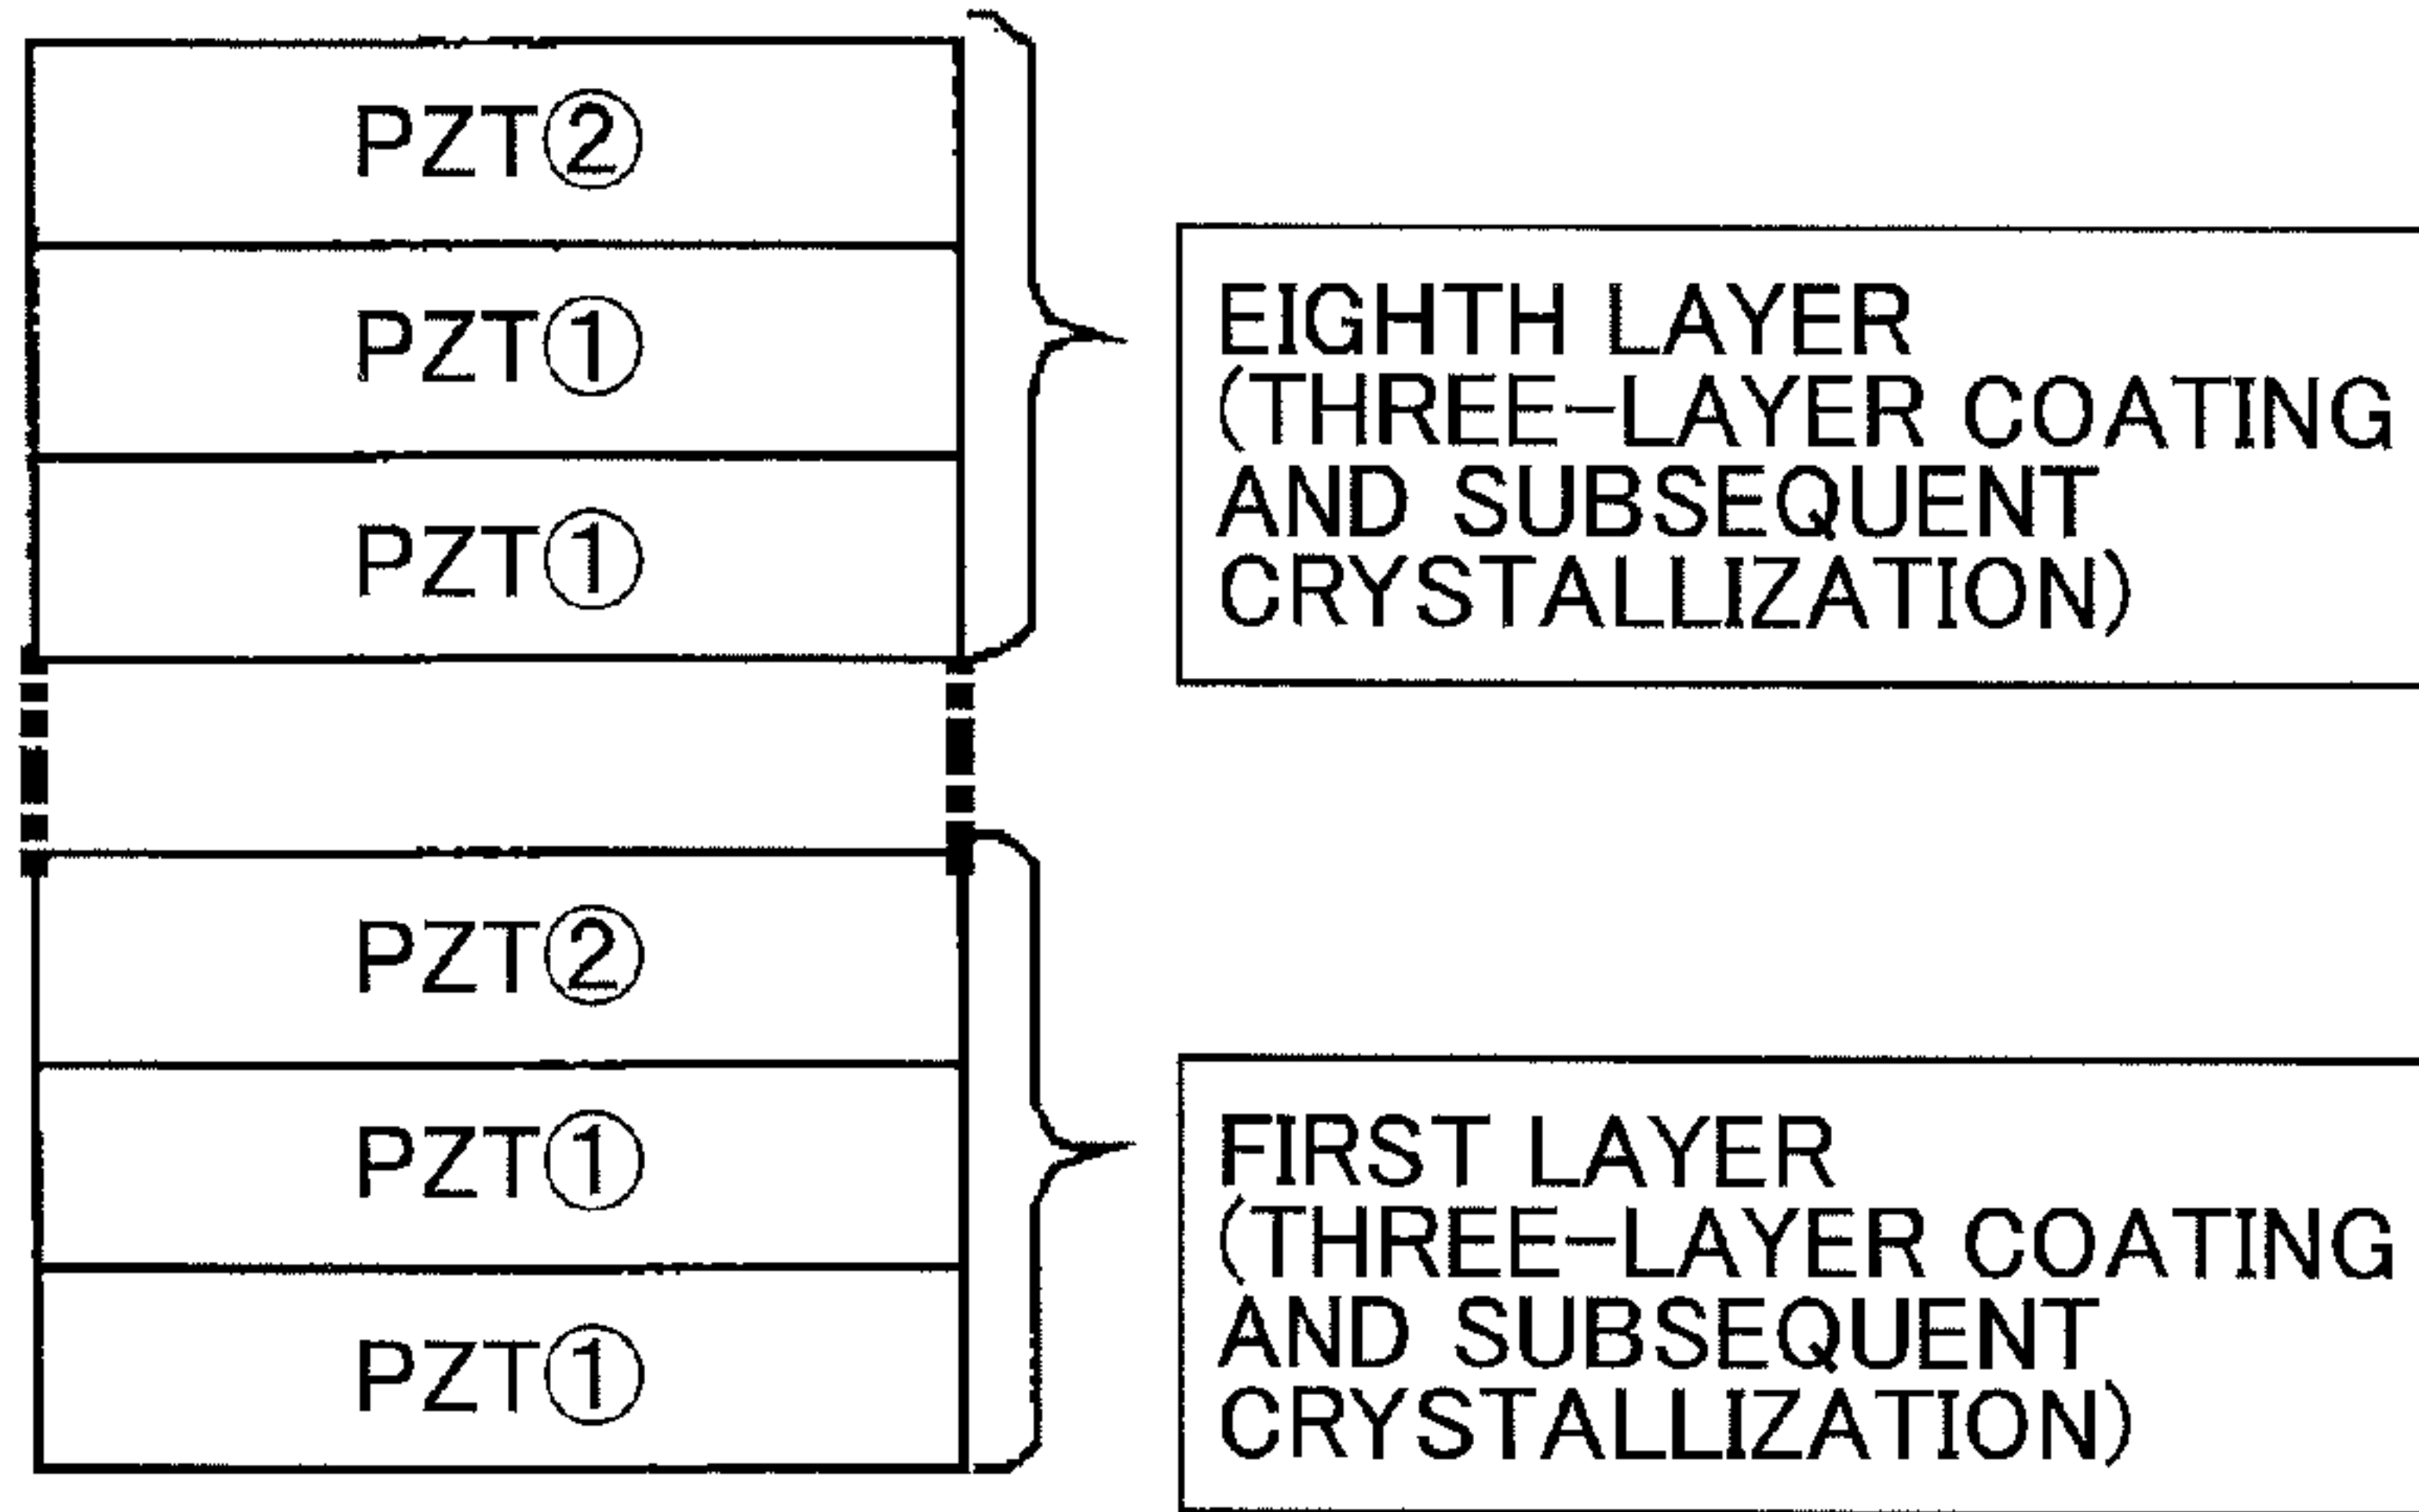 PZT②
PZT①
PZT①
EIGHTH LAYER
(THREE-LAYER COATING
AND SUBSEQUENT
CRYSTALLIZATION)
PZT②
PZT①
PZT①
FIRST LAYER
(THREE-LAYER COATING
AND SUBSEQUENT
CRYSTALLIZATION)